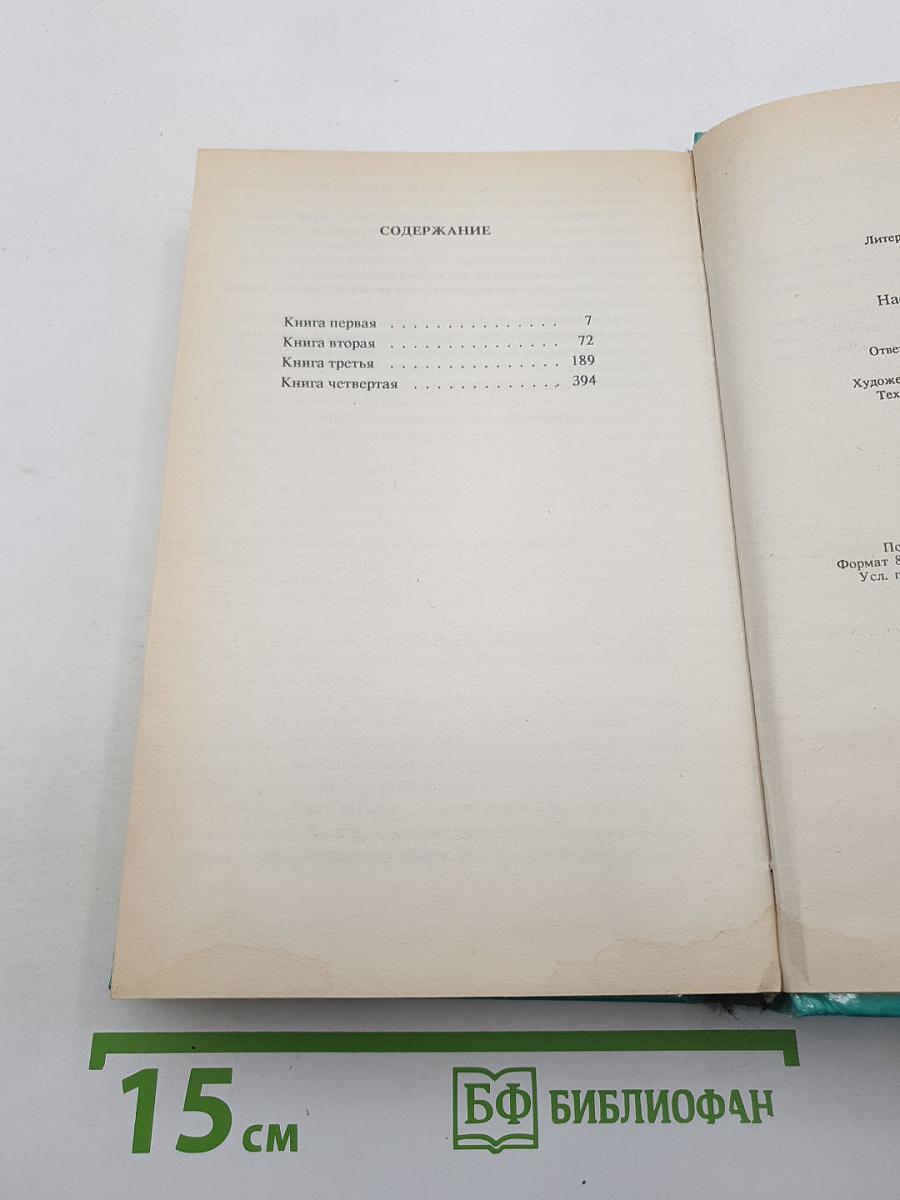 СОДЕРЖАНИЕ
Книга первая . . . . . . . . . . . . . . . 7
Книга вторая . . . . . . . . . . . . . . . 72
Книга третья . . . . . . . . . . . . . . . 189
Книга четвертая . . . . . . . . . . . . . 394
Литер
На
Ответ
Художе
Тех
По
Формат 8
Усл. п
15 см
БФ БИБЛИОФАН